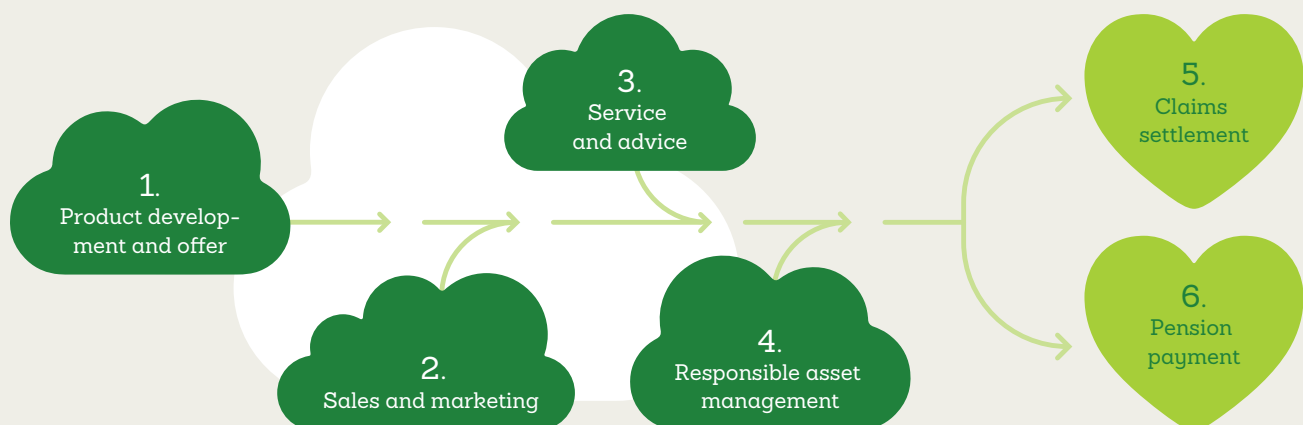 1.
Product develop-
ment and offer
2.
Sales and marketing
3.
Service
and advice
4.
Responsible asset
management
5.
Claims
settlement
6.
Pension
payment